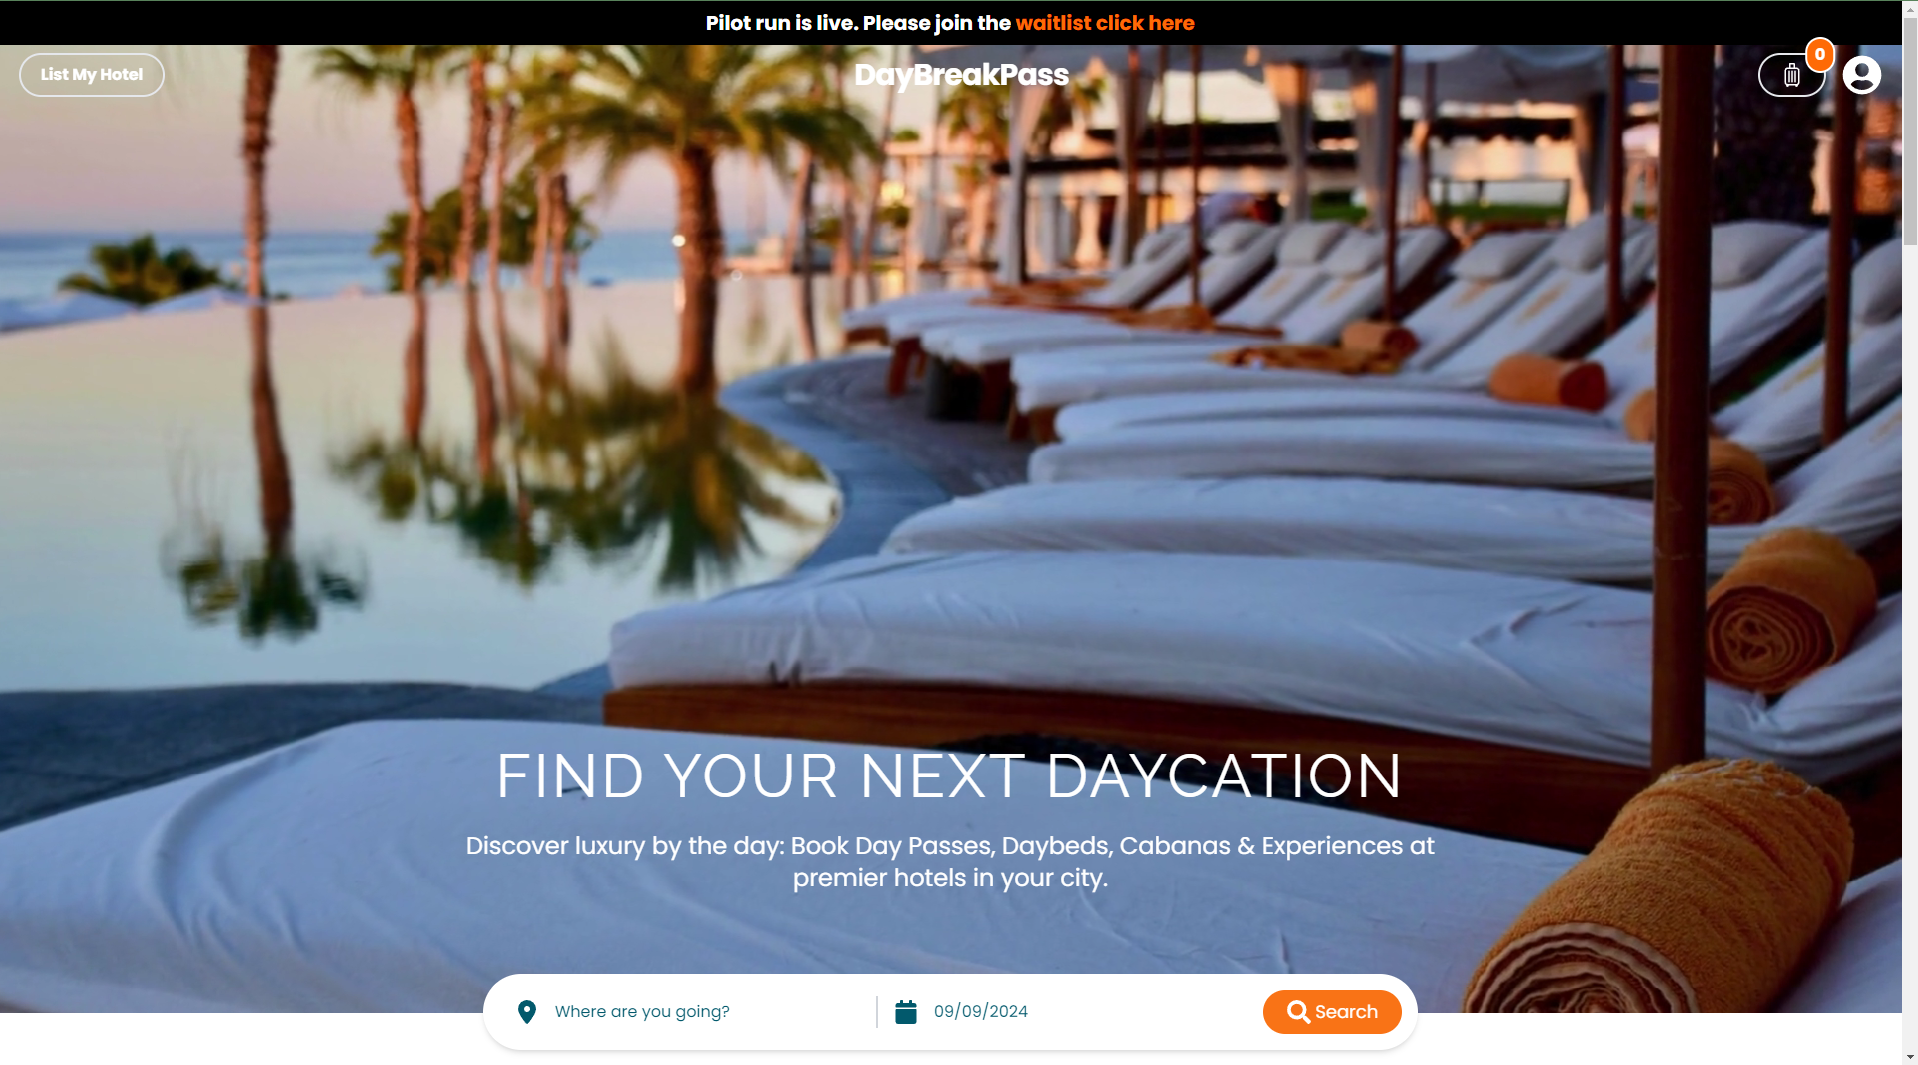 Pilot run is live. Please join the waitlist click here
List My Hotel
DayBreakPass
0
FIND YOUR NEXT DAYCATION
Discover luxury by the day: Book Day Passes, Daybeds, Cabanas & Experiences at
premier hotels in your city.
Where are you going?
09/09/2024
Search